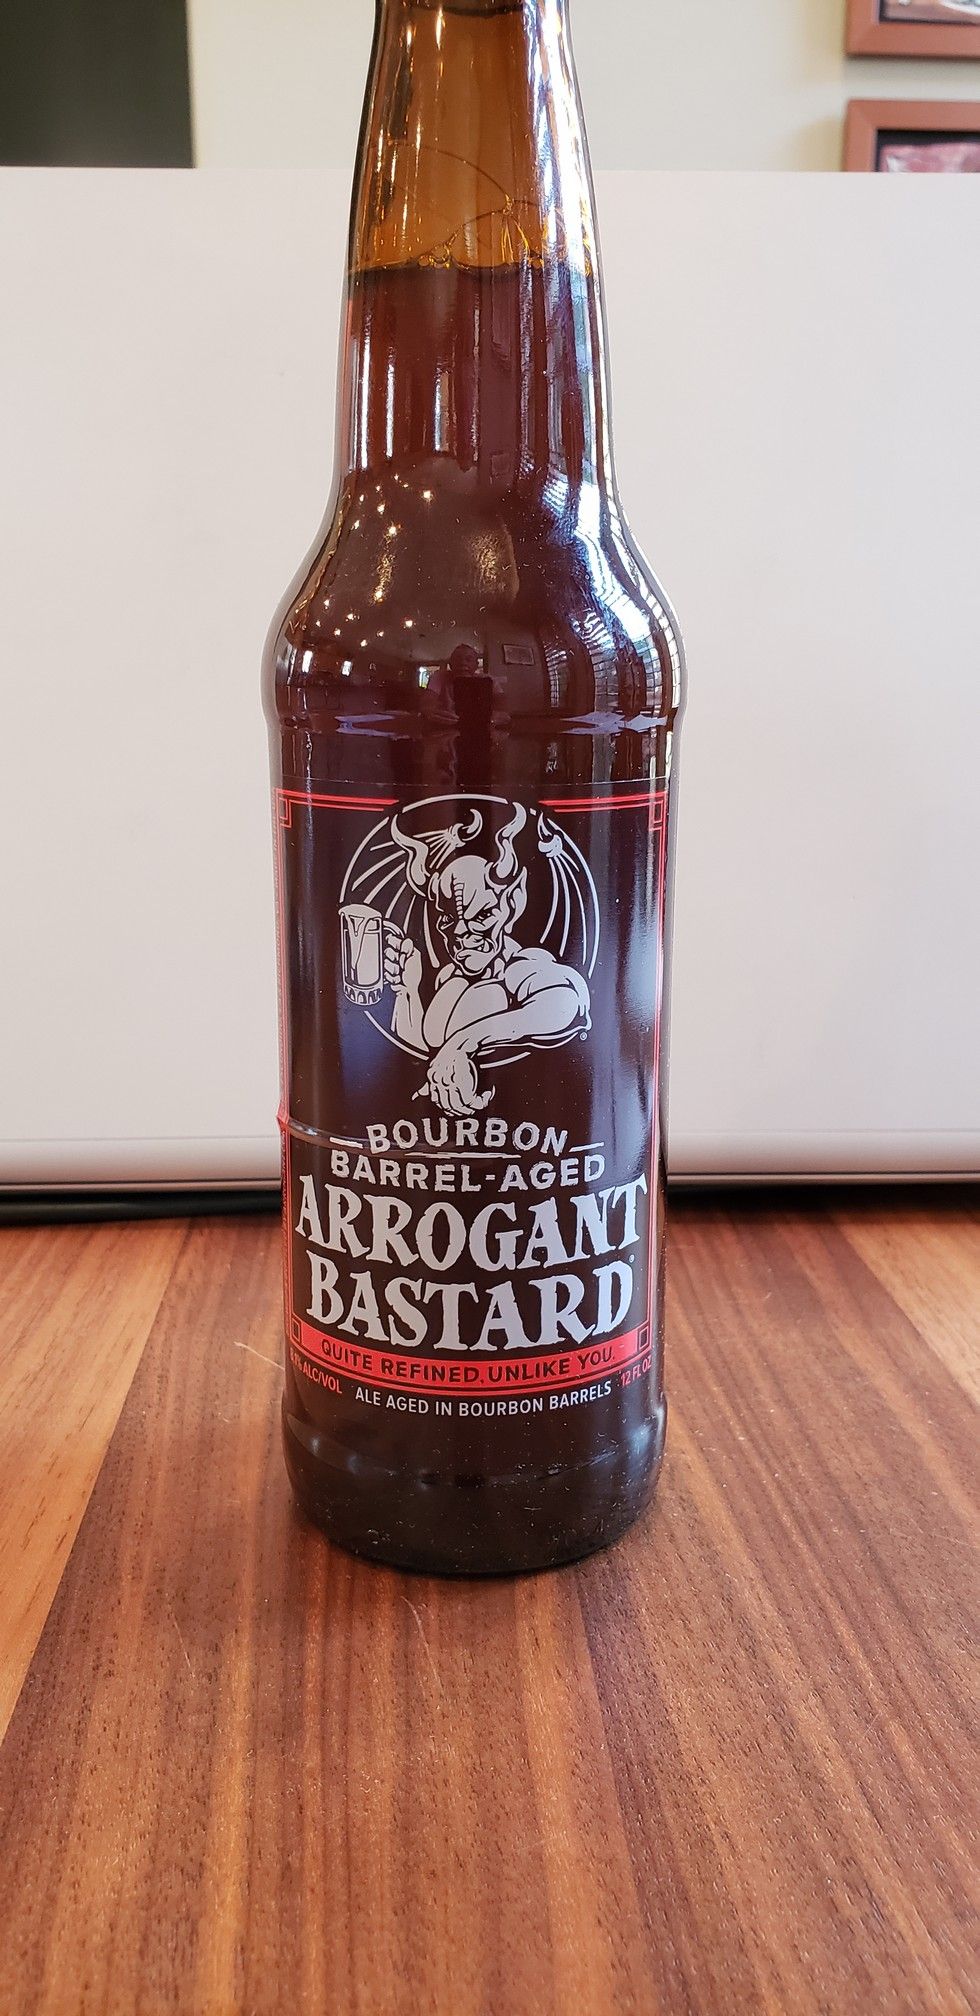 BOURBON
BARREL-AGED
ARROGANT
BASTARD
QUITE REFINED, UNLIKE YOU.
ALC/VOL
ALE AGED IN BOURBON BARRELS
12 FL OZ